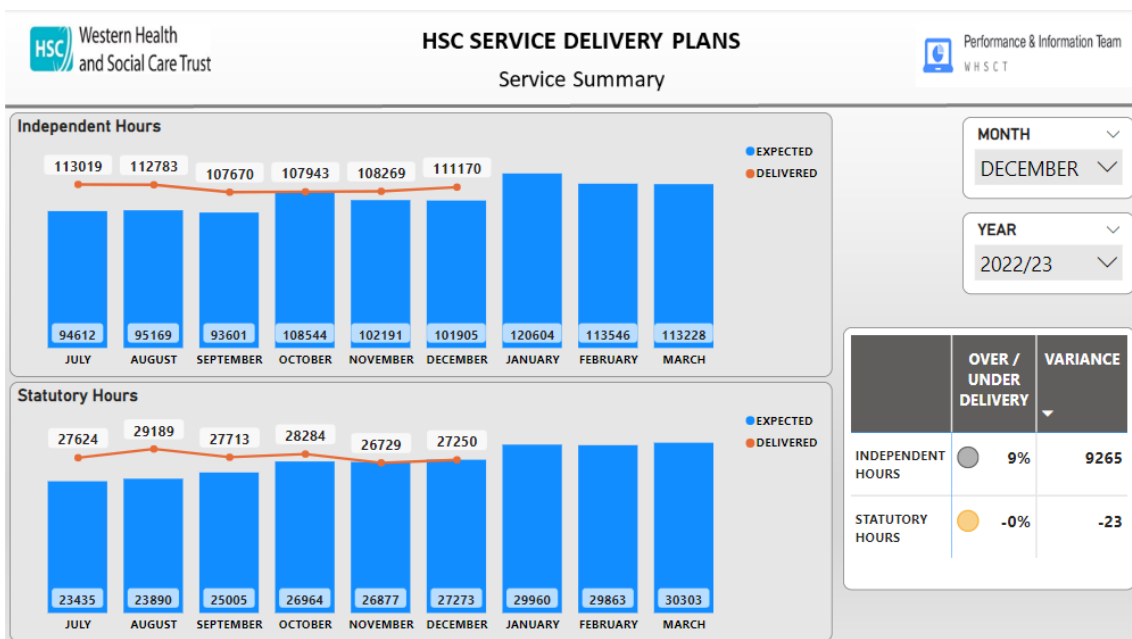 HSC
Western Health
and Social Care Trust
HSC SERVICE DELIVERY PLANS
Service Summary
Performance & Information Team
WHSCT
Independent Hours
EXPECTED
DELIVERED
113019 112783 107670 107943 108269 111170
94612 95169 93601 108544 102191 101905 120604 113546 113228
JULY AUGUST SEPTEMBER OCTOBER NOVEMBER DECEMBER JANUARY FEBRUARY MARCH
Statutory Hours
EXPECTED
DELIVERED
27624 29189 27713 28284 26729 27250
23435 23890 25005 26964 26877 27273 29960 29863 30303
JULY AUGUST SEPTEMBER OCTOBER NOVEMBER DECEMBER JANUARY FEBRUARY MARCH
MONTH
DECEMBER
YEAR
2022/23
OVER / VARIANCE
UNDER
DELIVERY
INDEPENDENT 9% 9265
HOURS
STATUTORY -0% -23
HOURS